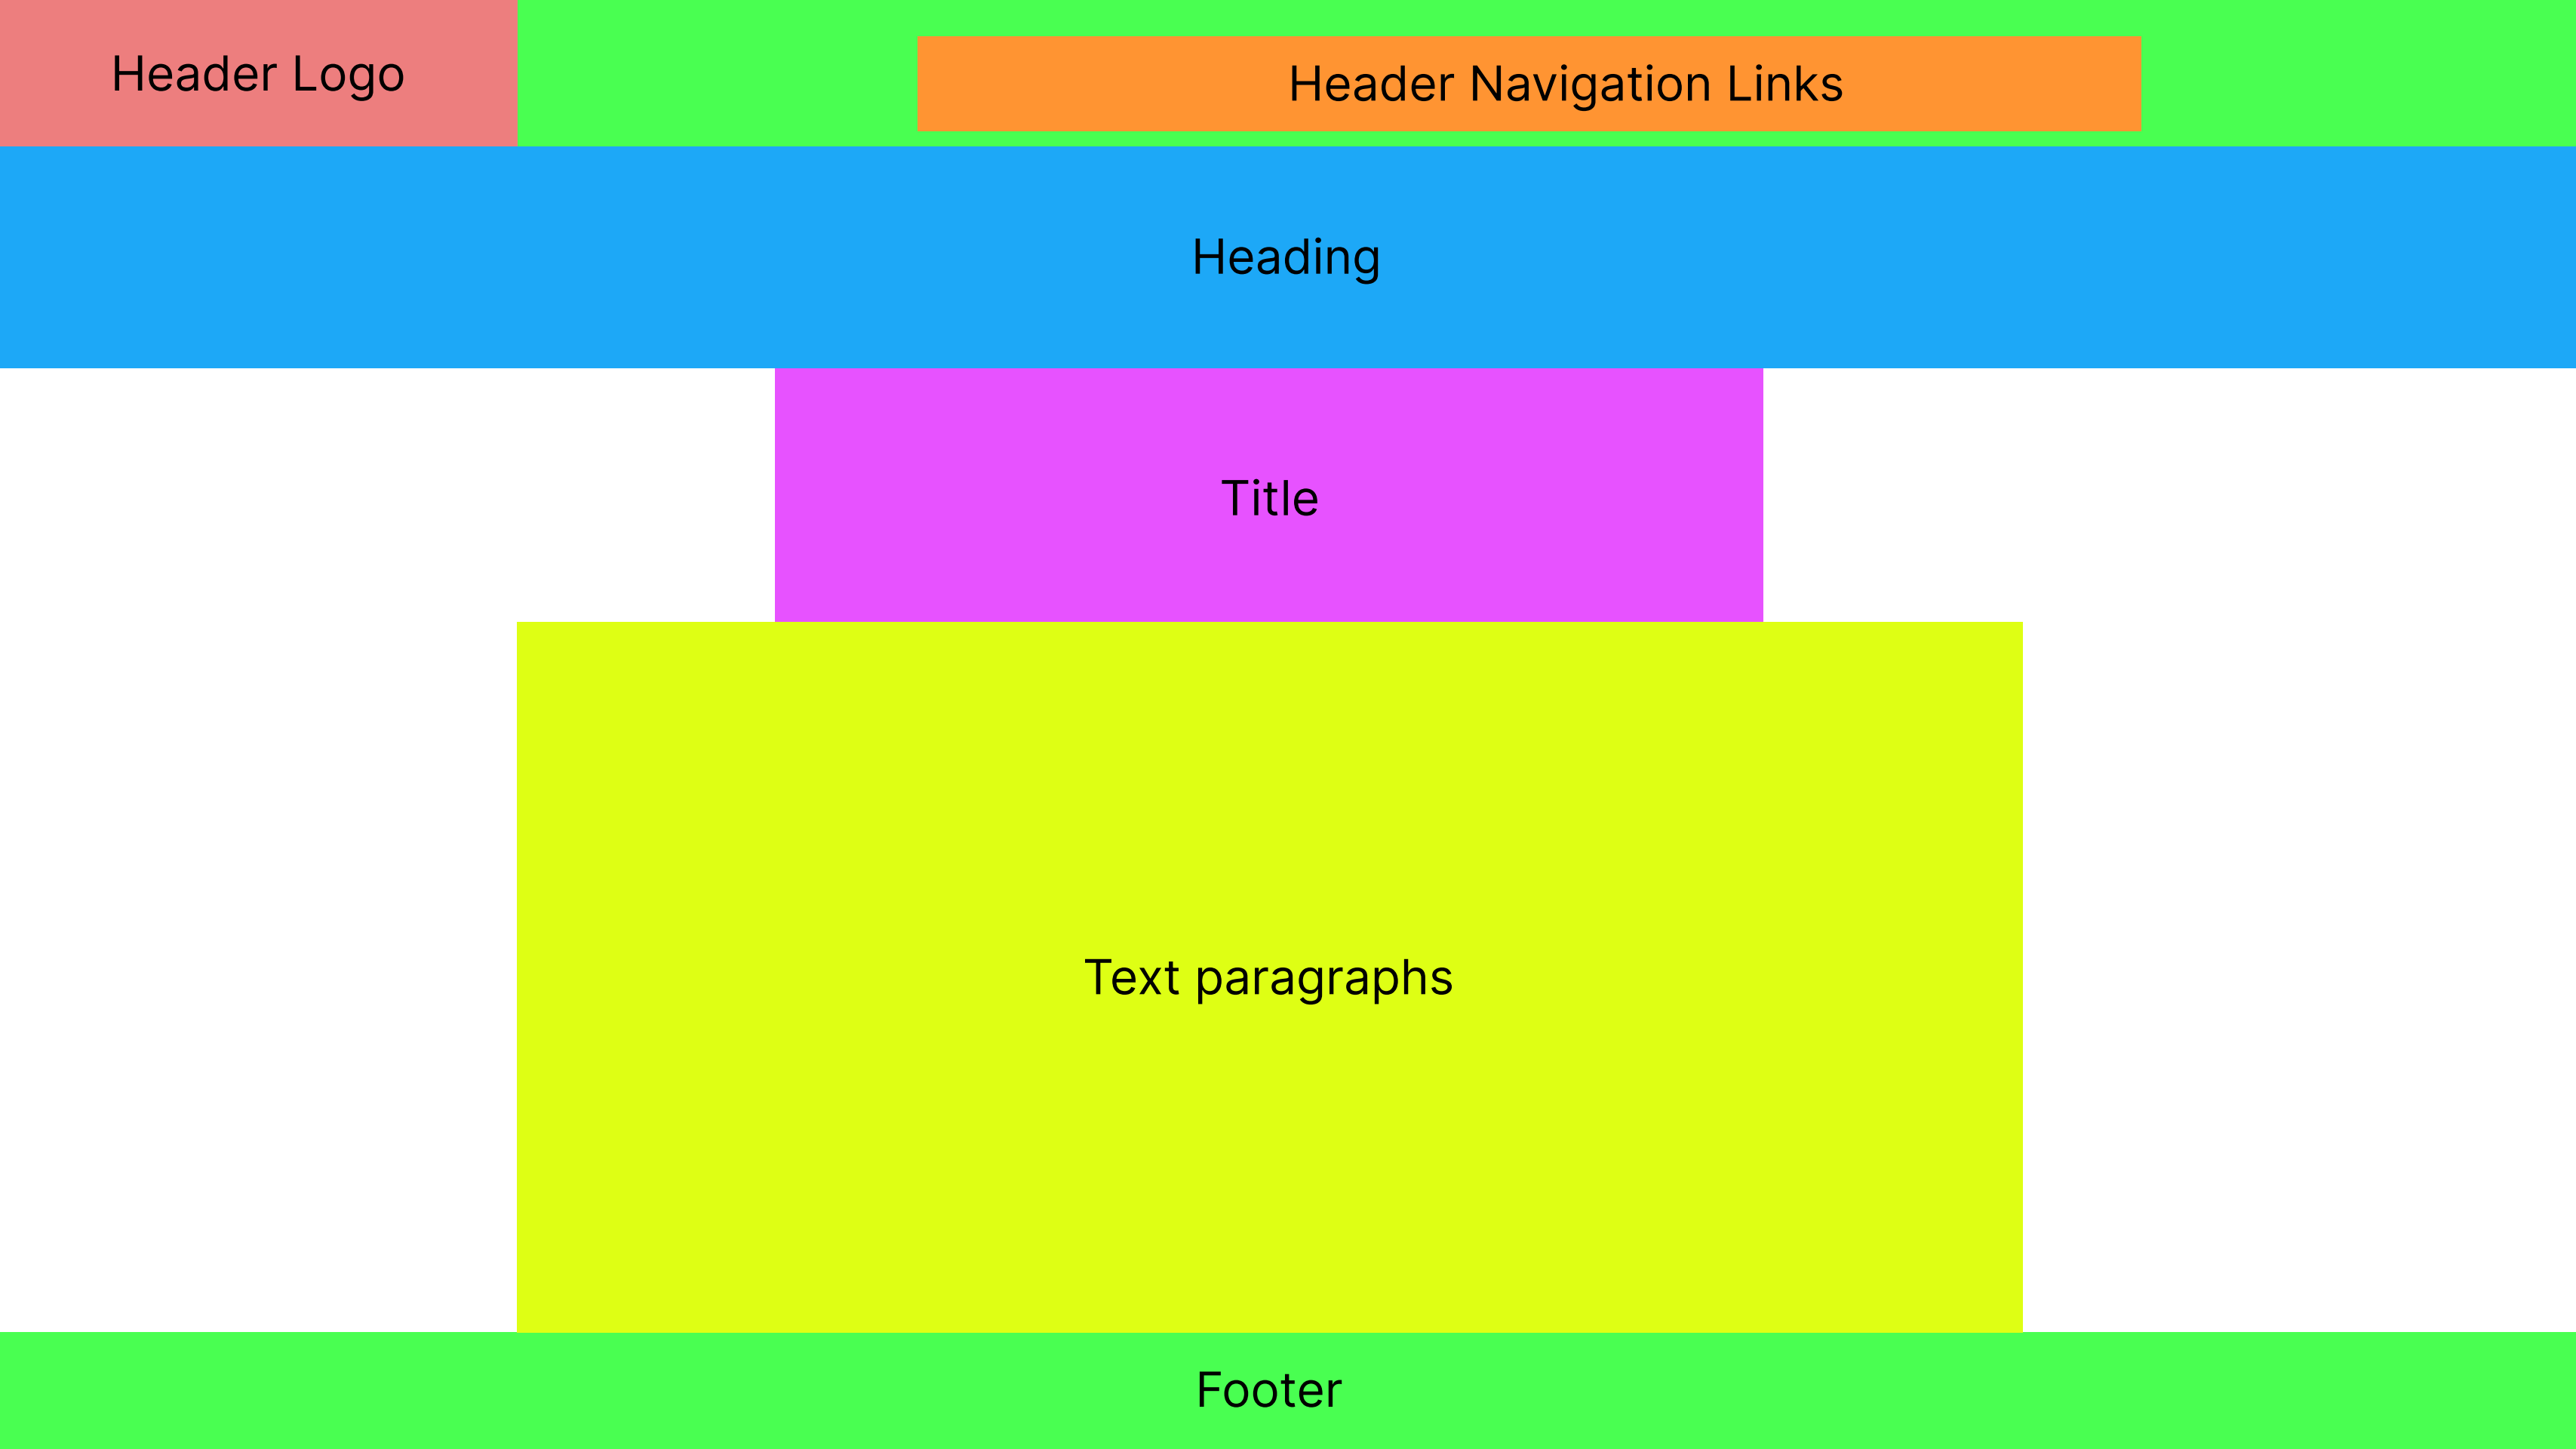 Header Logo
Header Navigation Links
Heading
Title
Text paragraphs
Footer